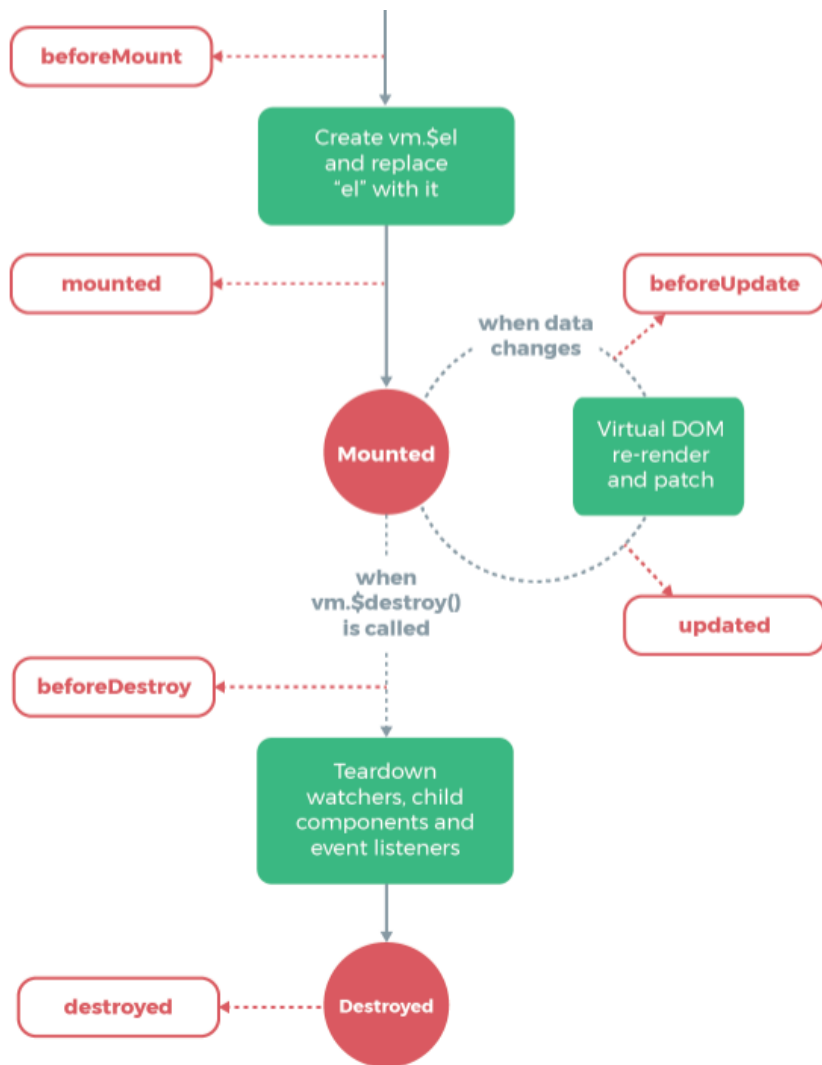 beforeMount
Create vm.$el
and replace
“el” with it
mounted
beforeUpdate
when data
changes
Mounted
Virtual DOM
re-render
and patch
when
vm.$destroy()
is called
updated
beforeDestroy
Teardown
watchers, child
components and
event listeners
destroyed
Destroyed